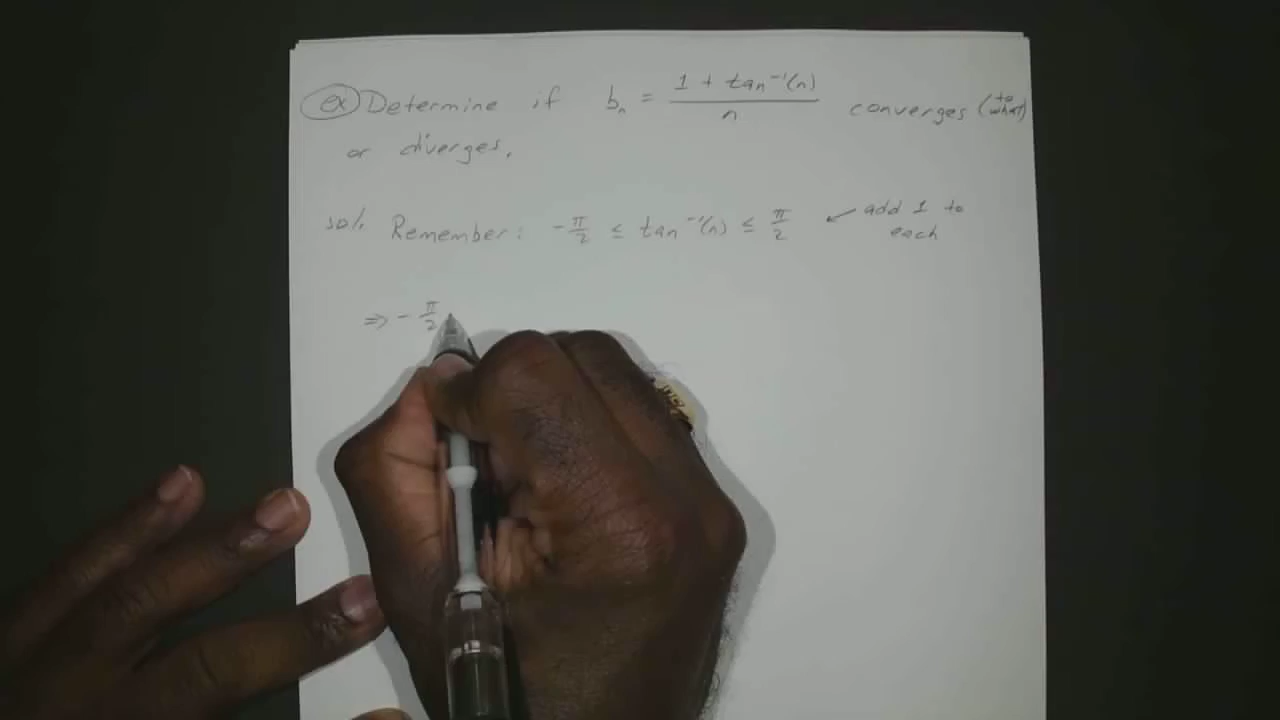 ex Determine if bₙ = (1 + tan⁻¹(n))/n converges (to what)
or diverges.
sol. Remember: -π/2 ≤ tan⁻¹(n) ≤ π/2 ↙ add 1 to
each
⇒ - π/2